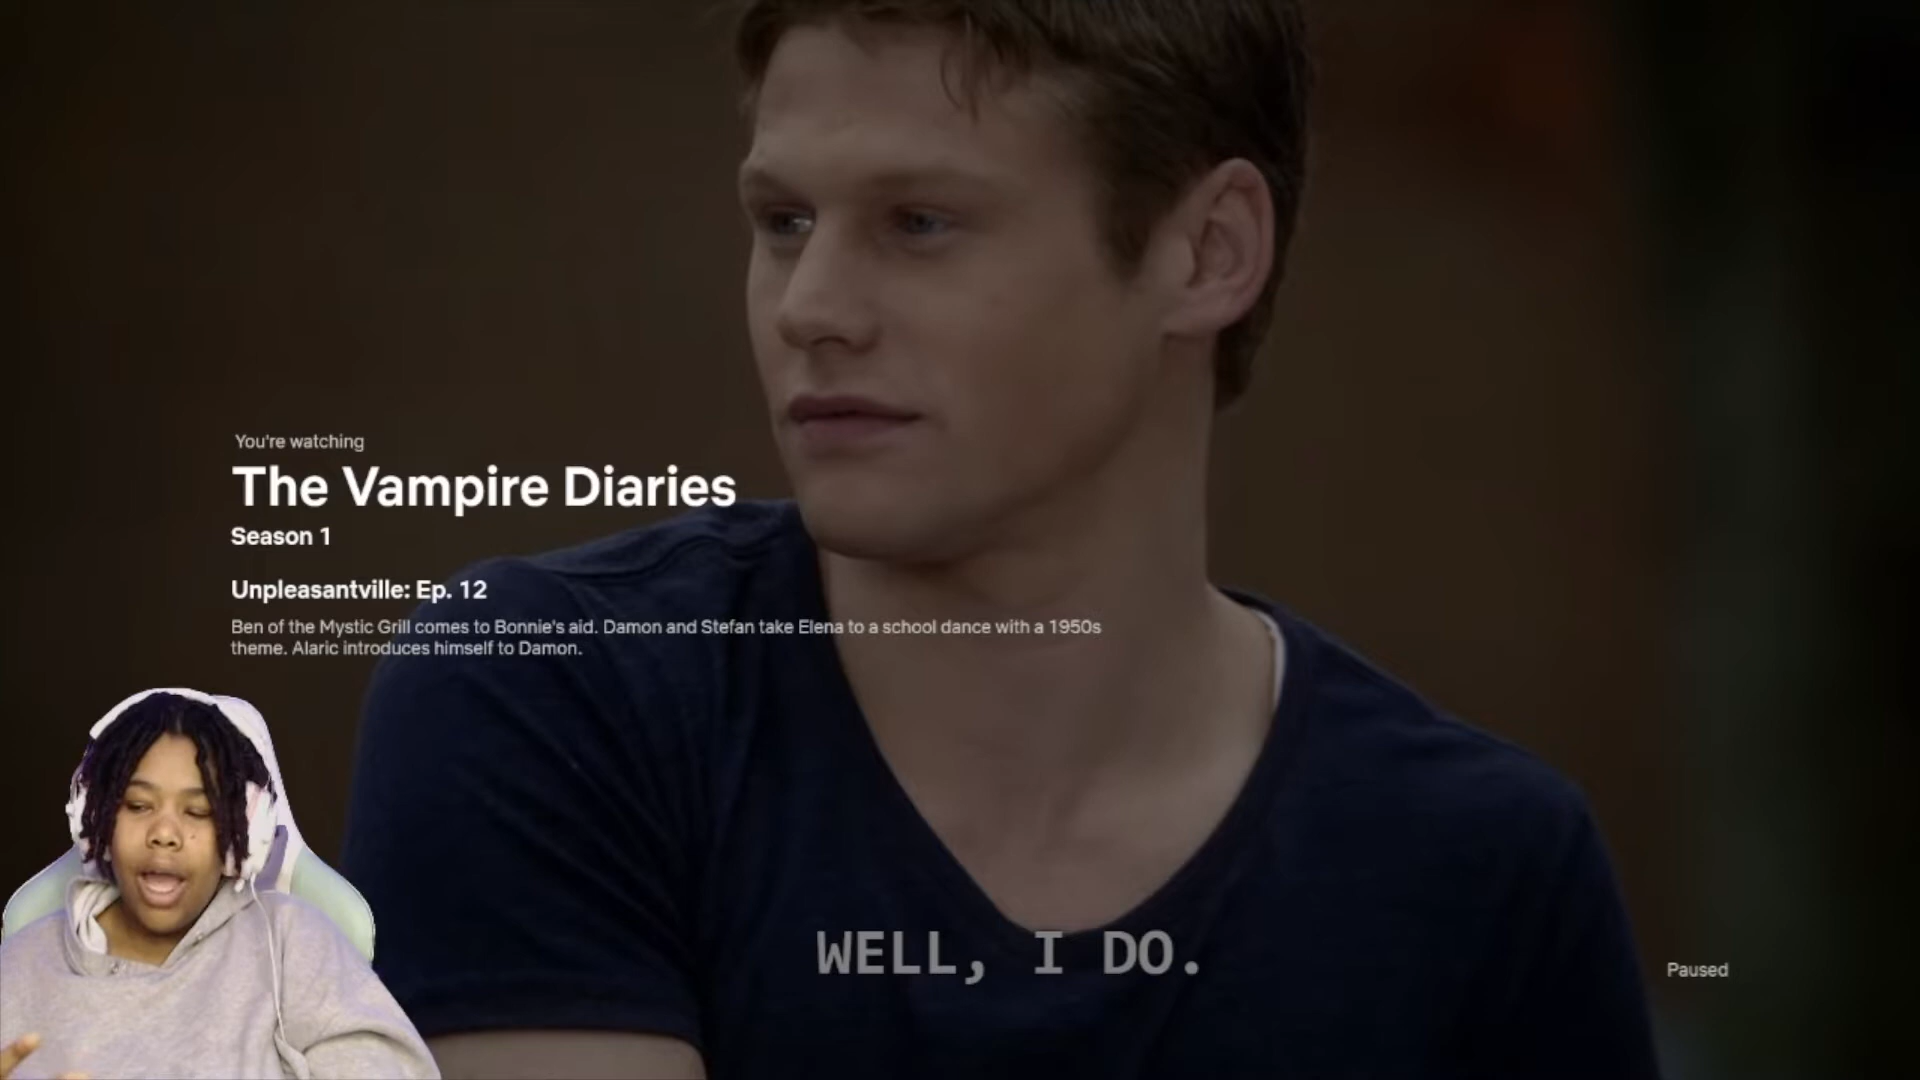 You're watching
The Vampire Diaries
Season 1
Unpleasantville: Ep. 12
Ben of the Mystic Grill comes to Bonnie's aid. Damon and Stefan take Elena to a school dance with a 1950s
theme. Alaric introduces himself to Damon.
WELL, I DO.
Paused